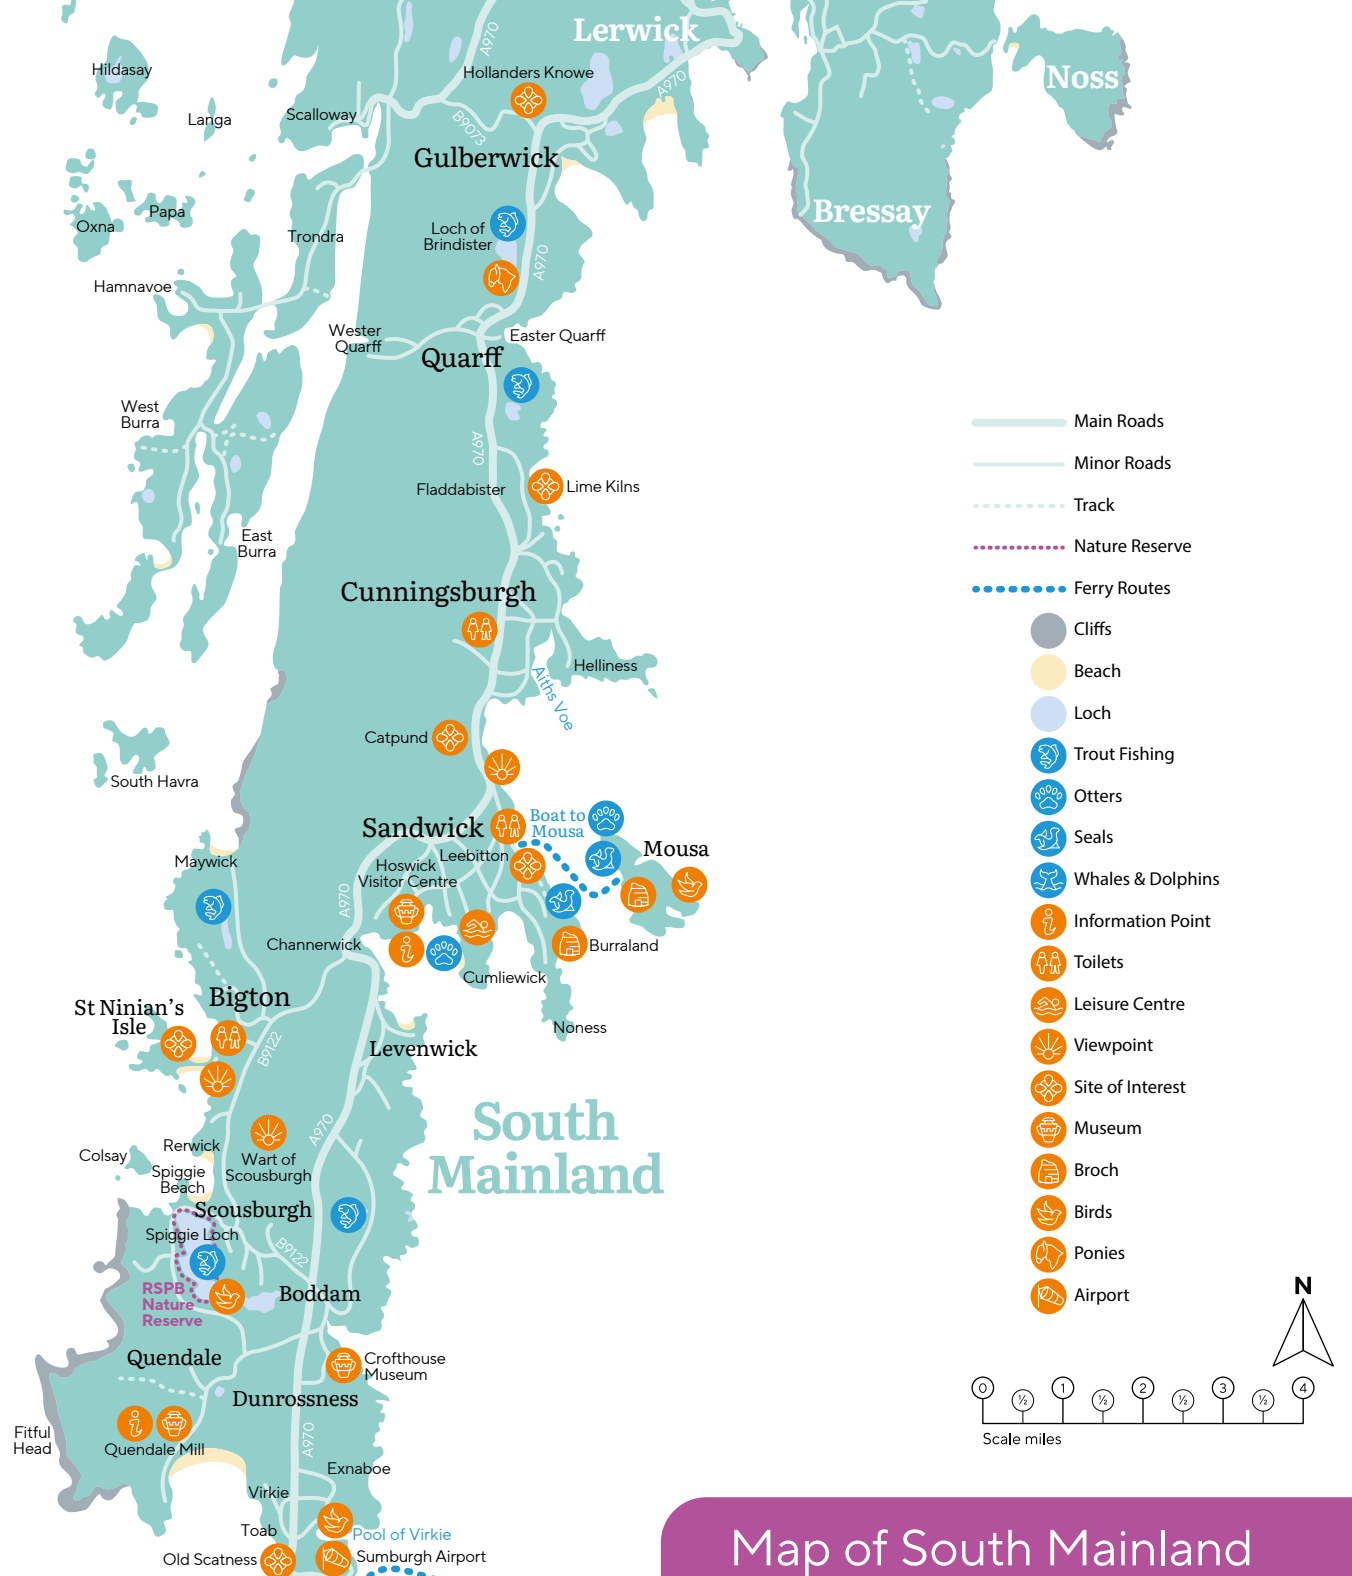 Lerwick
A970
Hildasay
Hollanders Knowe
Noss
A970
Langa
Scalloway
B9073
Gulberwick
Papa
Oxna
Bressay
Loch of
Brindister
Trondra
A970
Hamnavoe
Wester
Quarff
Easter Quarff
Quarff
West
Burra
A970
Fladdabister
Lime Kilns
East
Burra
Cunningsburgh
Helliness
Aiths Voe
Catpund
South Havra
Sandwick
Boat to
Mousa
Mousa
Maywick
Leebitton
Hoswick
Visitor Centre
A970
Channerwick
Burraland
Cumliewick
Bigton
St Ninian's
Isle
Noness
B9122
Levenwick
South
Mainland
A970
Rerwick
Colsay
Wart of
Scousburgh
Spiggie
Beach
Scousburgh
Spiggie Loch
B9122
RSPB
Nature
Reserve
Boddam
Quendale
Crofthouse
Museum
Dunrossness
Fitful
Head
Quendale Mill
A970
Exnaboe
Virkie
Toab
Pool of Virkie
Old Scatness
Sumburgh Airport
Main Roads
Minor Roads
Track
Nature Reserve
Ferry Routes
Cliffs
Beach
Loch
Trout Fishing
Otters
Seals
Whales & Dolphins
Information Point
Toilets
Leisure Centre
Viewpoint
Site of Interest
Museum
Broch
Birds
Ponies
Airport
N
0 ½ 1 ½ 2 ½ 3 ½ 4
Scale miles
Map of South Mainland